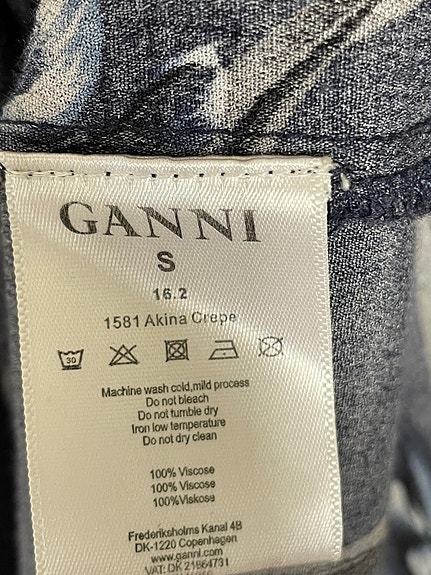 GANNI
S
16.2
1581 Akina Crepe
30
Machine wash cold,mild process
Do not bleach
Do not tumble dry
Iron low temperature
Do not dry clean
100% Viscose
100% Viscose
100%Viskose
Frederiksholms Kanal 4B
DK-1220 Copenhagen
www.ganni.com
VAT: DK 21864731